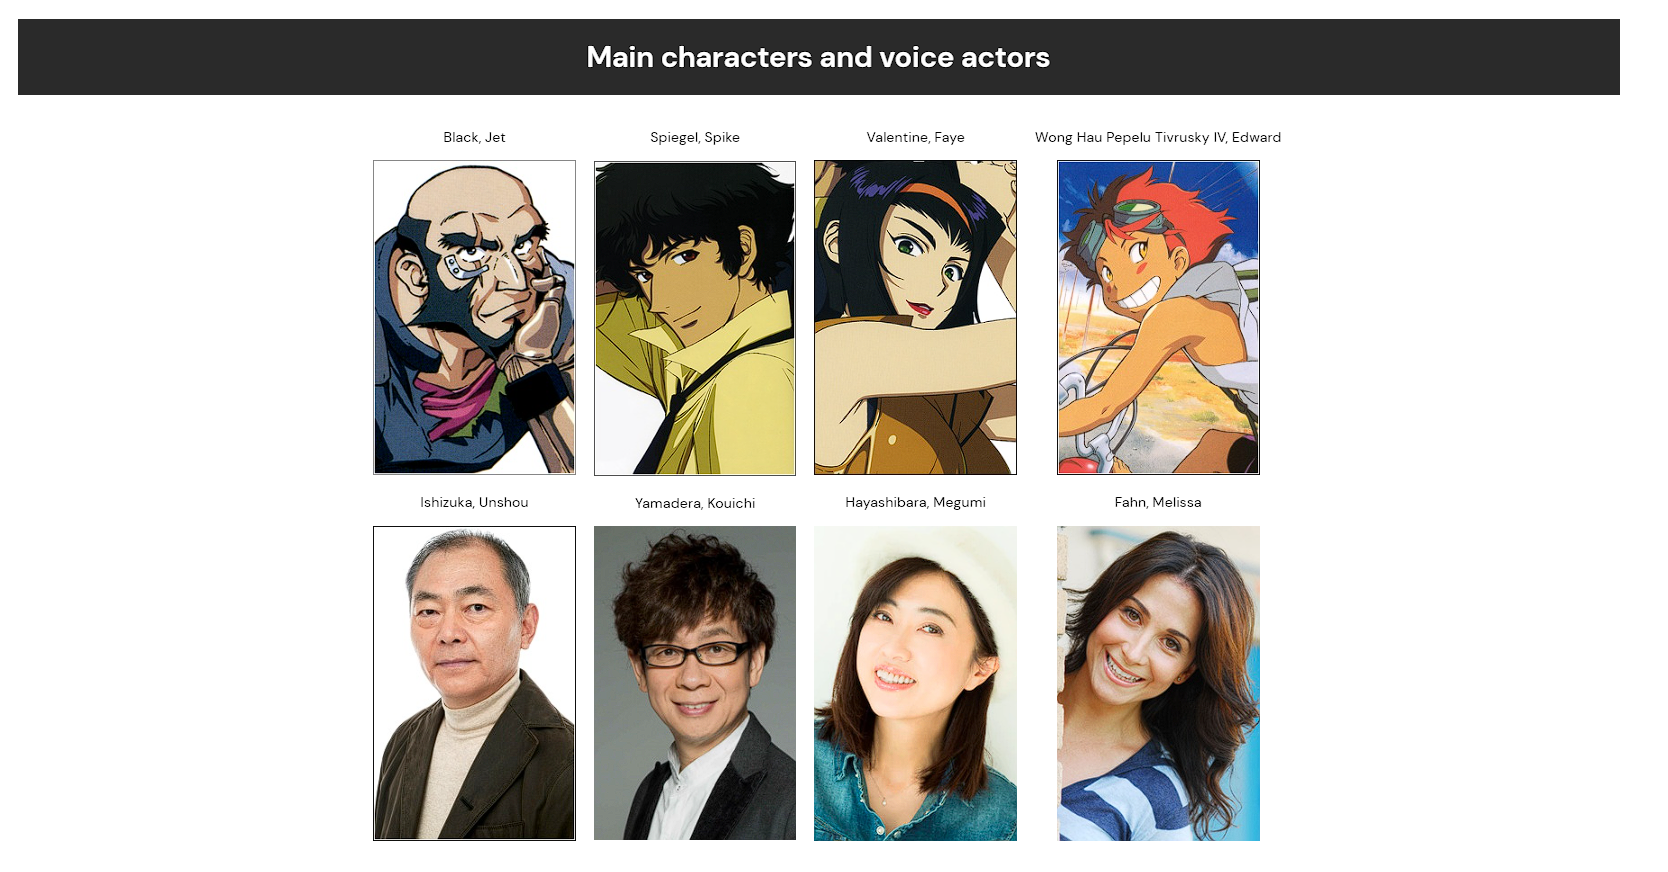 Main characters and voice actors
Black, Jet
Spiegel, Spike
Valentine, Faye
Wong Hau Pepelu Tivrusky IV, Edward
Ishizuka, Unshou
Yamadera, Kouichi
Hayashibara, Megumi
Fahn, Melissa